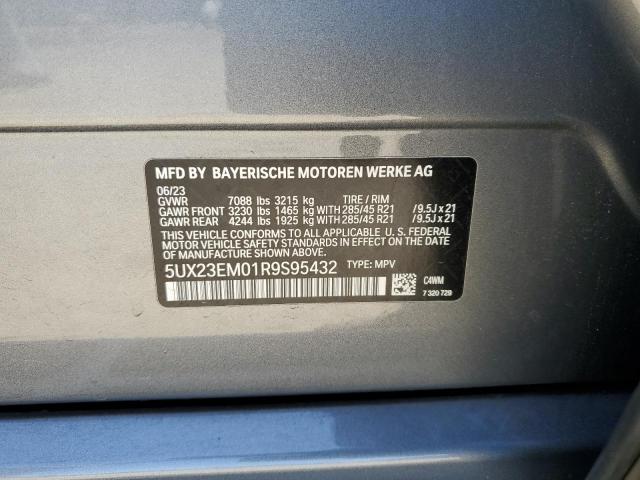 MFD BY BAYERISCHE MOTOREN WERKE AG
06/23
GVWR 7088 lbs 3215 kg TIRE / RIM
GAWR FRONT 3230 lbs 1465 kg WITH 285/45 R21 /9.5J x 21
GAWR REAR 4244 lbs 1925 kg WITH 285/45 R21 /9.5J x 21
THIS VEHICLE CONFORMS TO ALL APPLICABLE U. S. FEDERAL
MOTOR VEHICLE SAFETY STANDARDS IN EFFECT ON THE DATE OF
MANUFACTURE SHOWN ABOVE.
5UX23EM01R9S95432 TYPE: MPV
C4WM
7 320 729